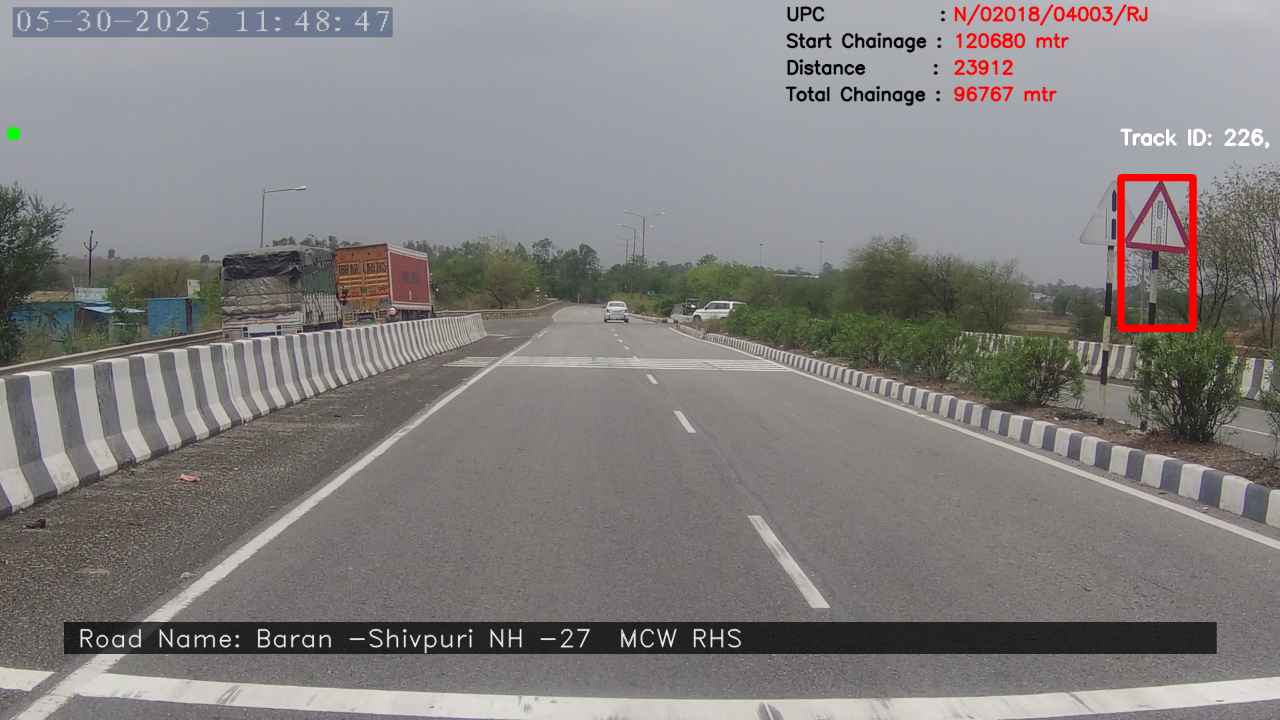 05-30-2025 11:48:47
UPC : N/02018/04003/RJ
Start Chainage : 120680 mtr
Distance : 23912
Total Chainage : 96767 mtr
Track ID: 226,
Road Name: Baran -Shivpuri NH -27 MCW RHS